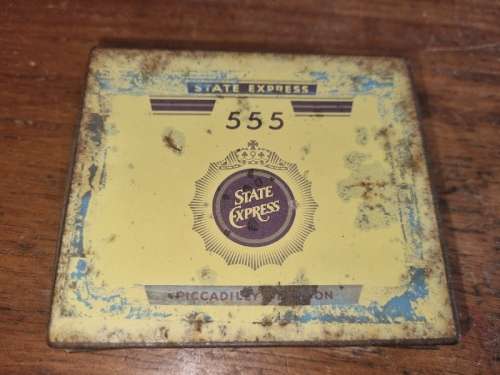 STATE EXPRESS
555
STATE
EXPRESS
PICCADILLY